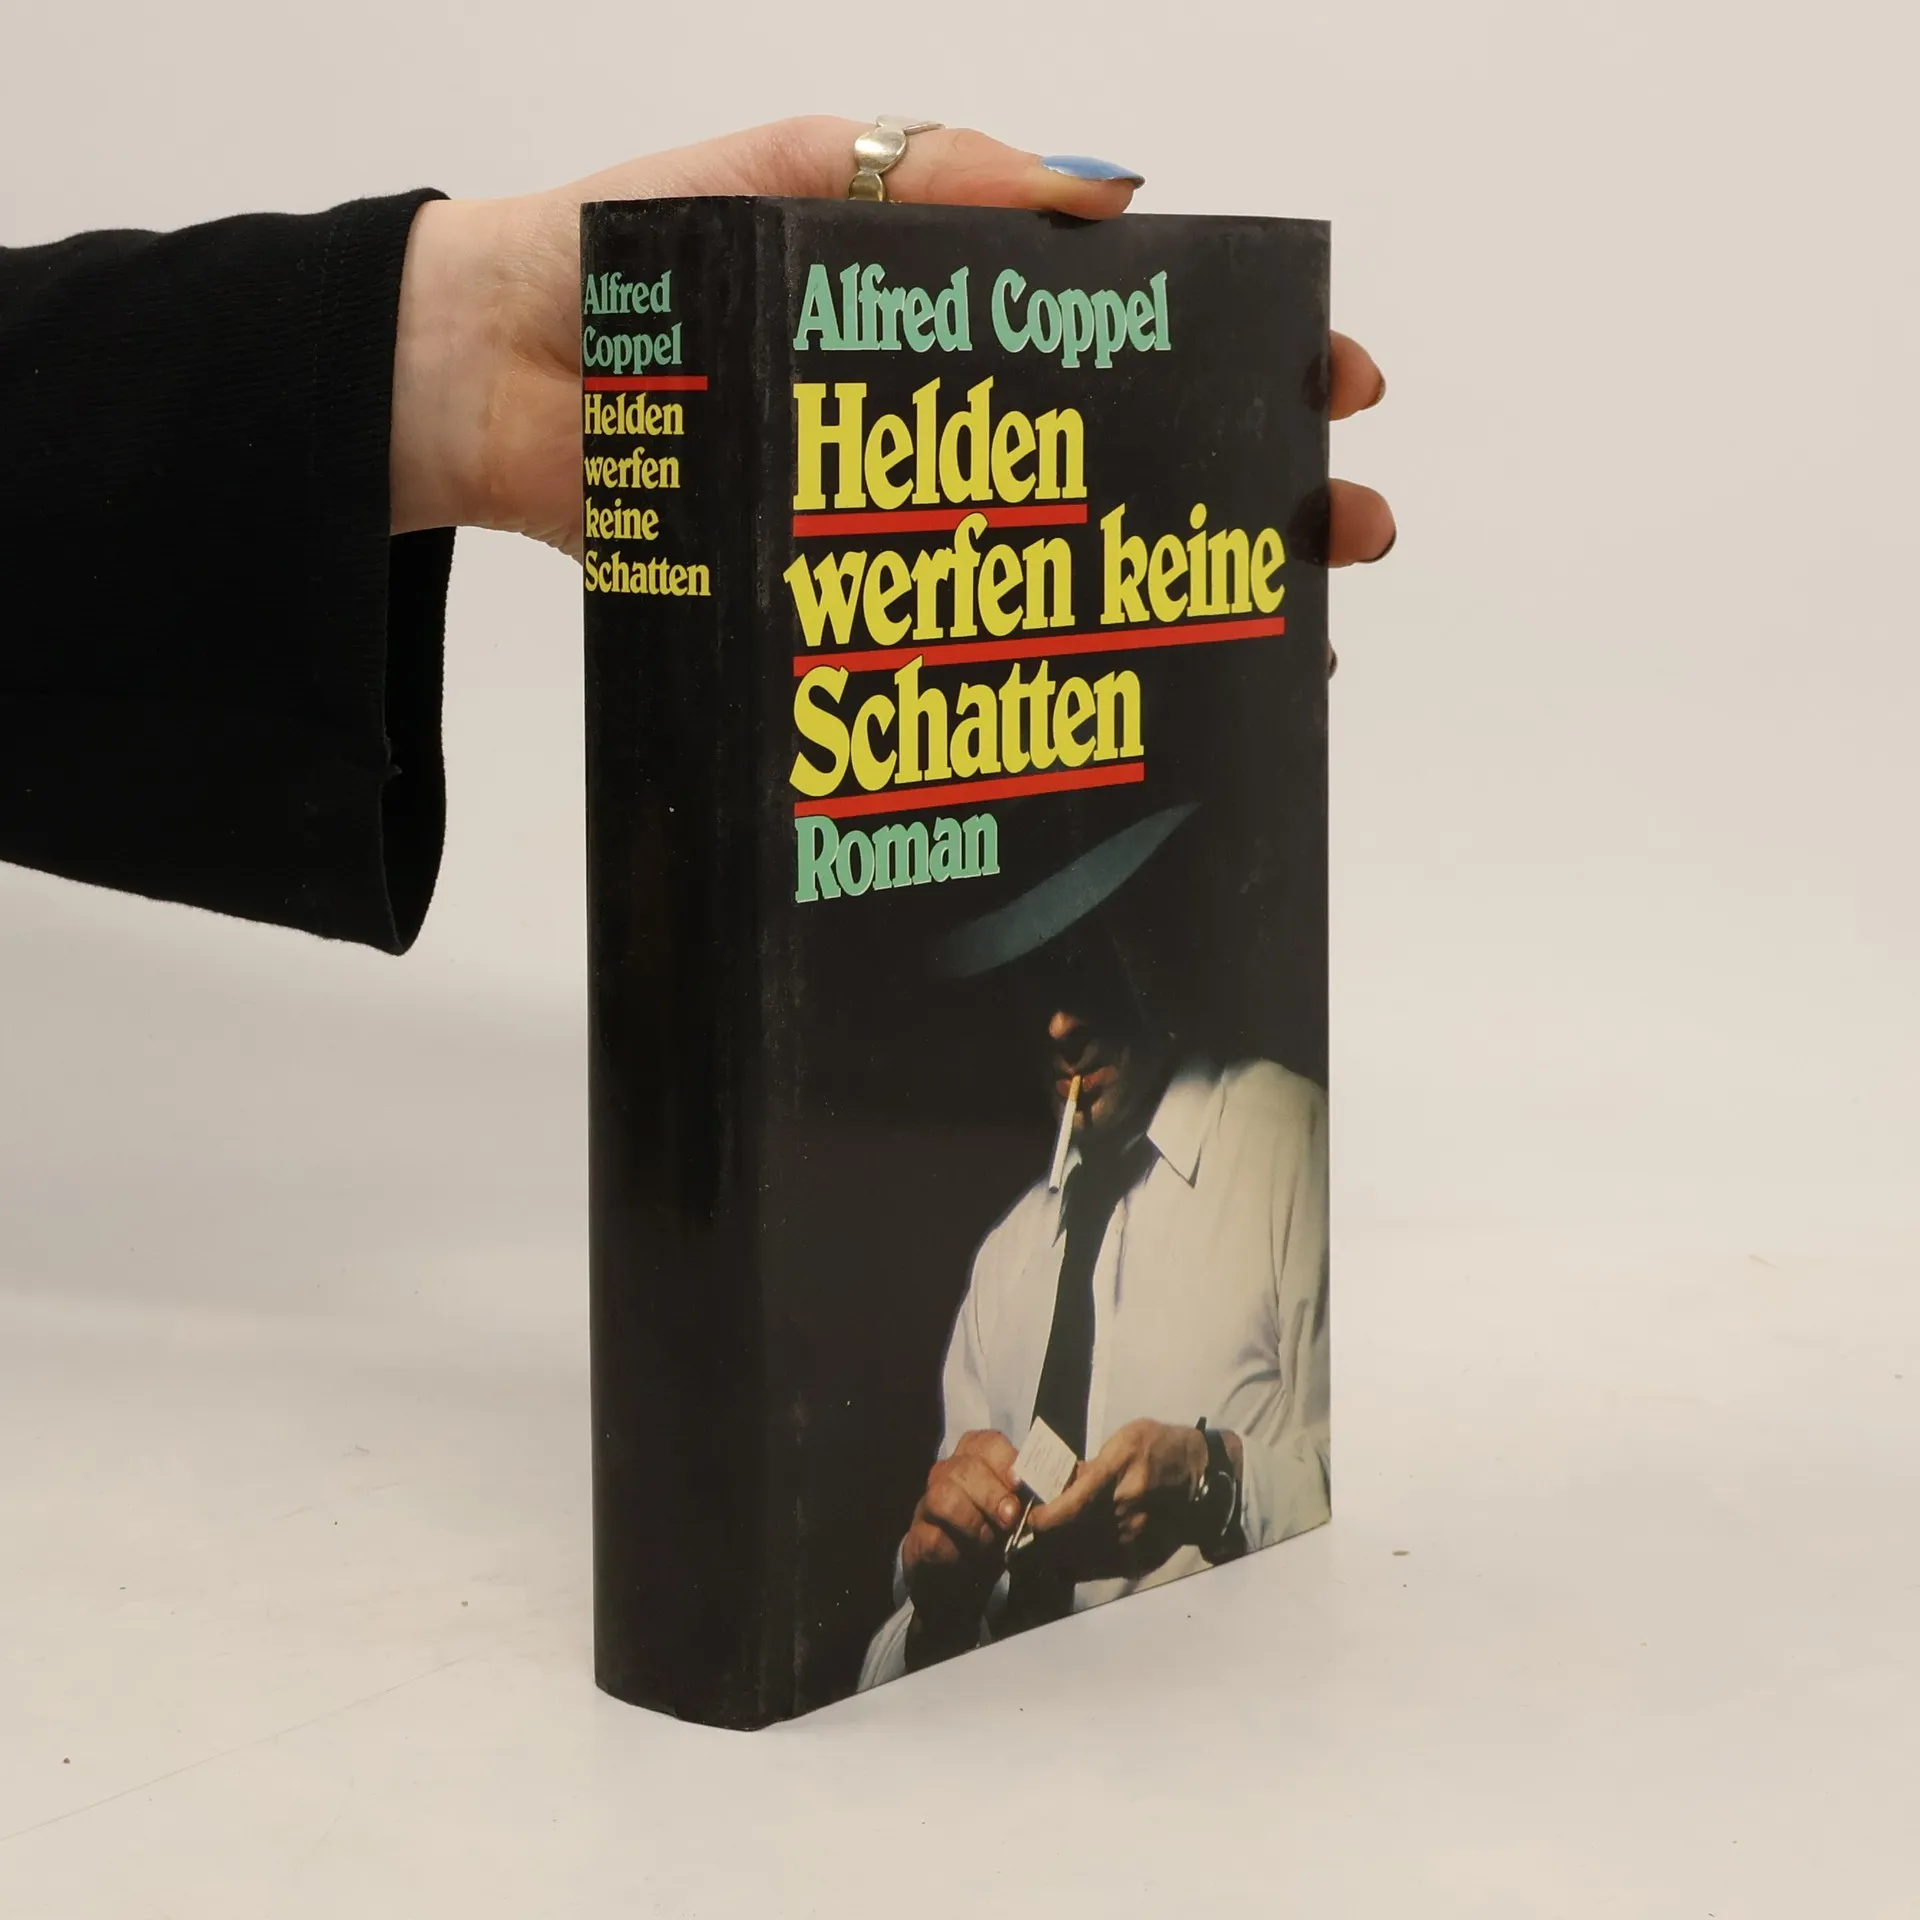 Alfred
Coppel
Helden
werfen
keine
Schatten
Alfred Coppel
Helden
werfen keine
Schatten
Roman